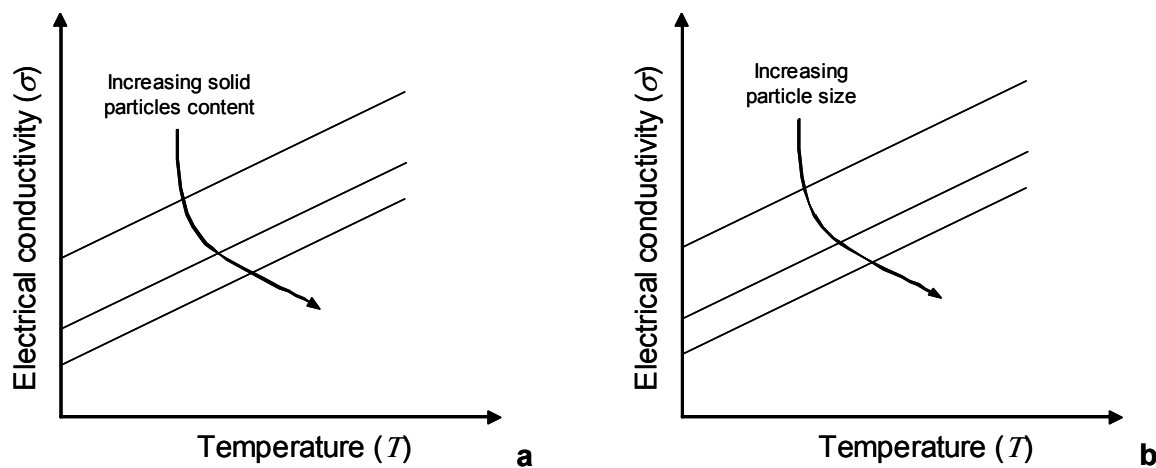 Increasing solid
particles content
Electrical conductivity (σ)
Temperature (T)
a
Increasing
particle size
Electrical conductivity (σ)
Temperature (T)
b